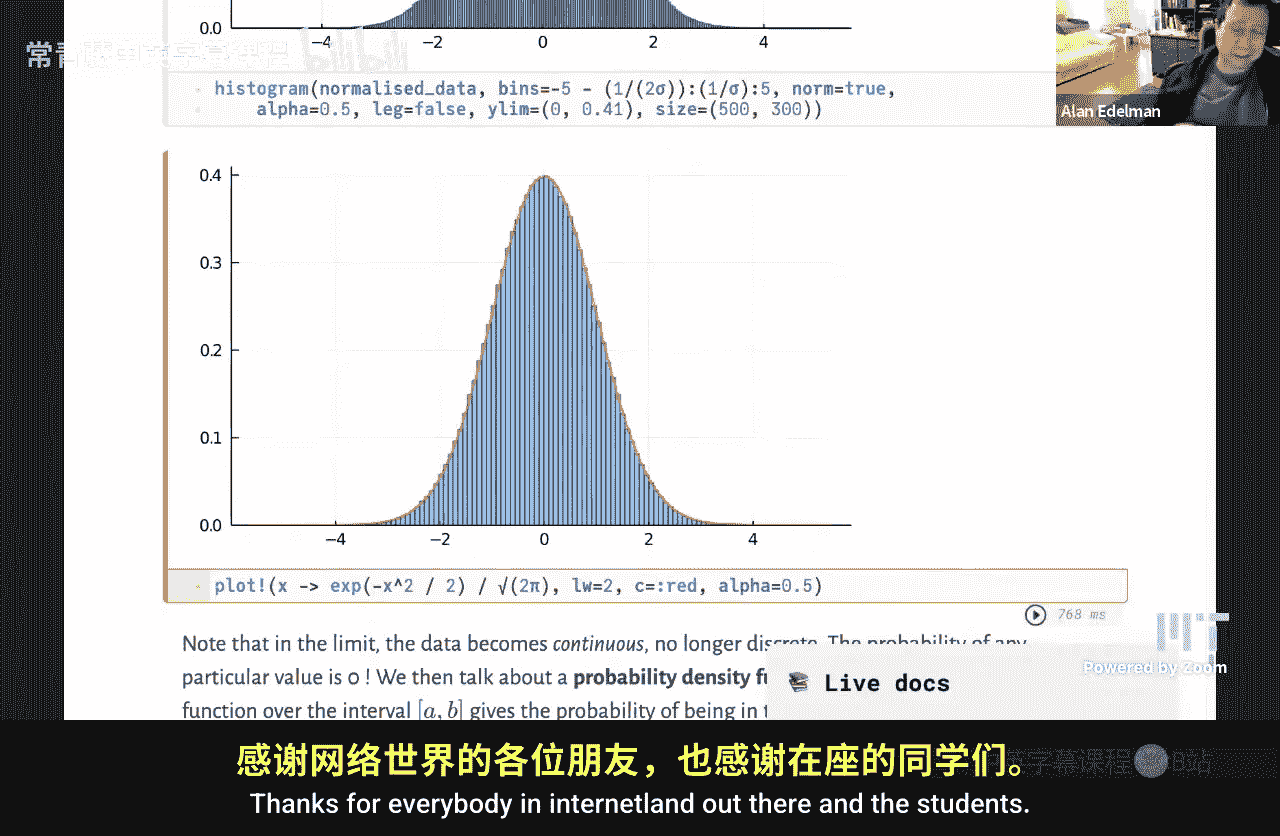 0.0
−4 −2 0 2 4
histogram(normalised_data, bins=-5 - (1/(2σ)):(1/σ):5, norm=true,
alpha=0.5, leg=false, ylim=(0, 0.41), size=(500, 300))
Alan Edelman
0.4
0.3
0.2
0.1
0.0
−4 −2 0 2 4
plot!(x -> exp(-x^2 / 2) / √(2π), lw=2, c=:red, alpha=0.5)
768 ms
Note that in the limit, the data becomes continuous, no longer discrete. The probability of any
particular value is 0 ! We then talk about a probability density fu
function over the interval [a, b] gives the probability of being in t
Live docs
Powered by Zoom
感谢网络世界的各位朋友，也感谢在座的同学们。
Thanks for everybody in internetland out there and the students.